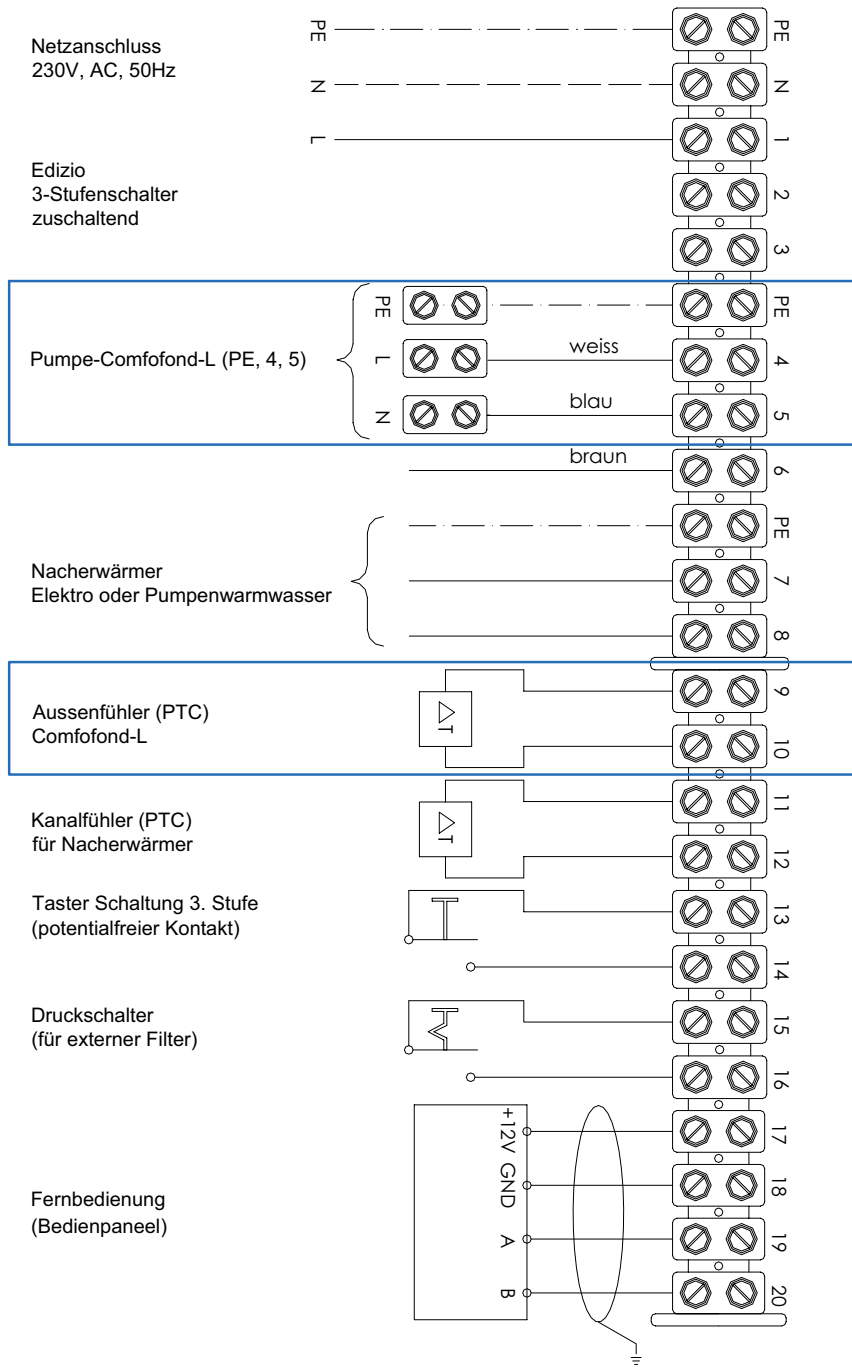 Netzanschluss
230V, AC, 50Hz
PE
PE
N
N
L
1
Edizio
3-Stufenschalter
zuschaltend
2
3
Pumpe-Comfofond-L (PE, 4, 5)
PE
PE
L
weiss
4
N
blau
5
braun
6
PE
Nacherwärmer
Elektro oder Pumpenwarmwasser
7
8
Aussenfühler (PTC)
Comfofond-L
△T
9
10
Kanalfühler (PTC)
für Nacherwärmer
△T
11
12
Taster Schaltung 3. Stufe
(potentialfreier Kontakt)
13
14
Druckschalter
(für externer Filter)
15
16
Fernbedienung
(Bedienpaneel)
+12V
17
GND
18
A
19
B
20